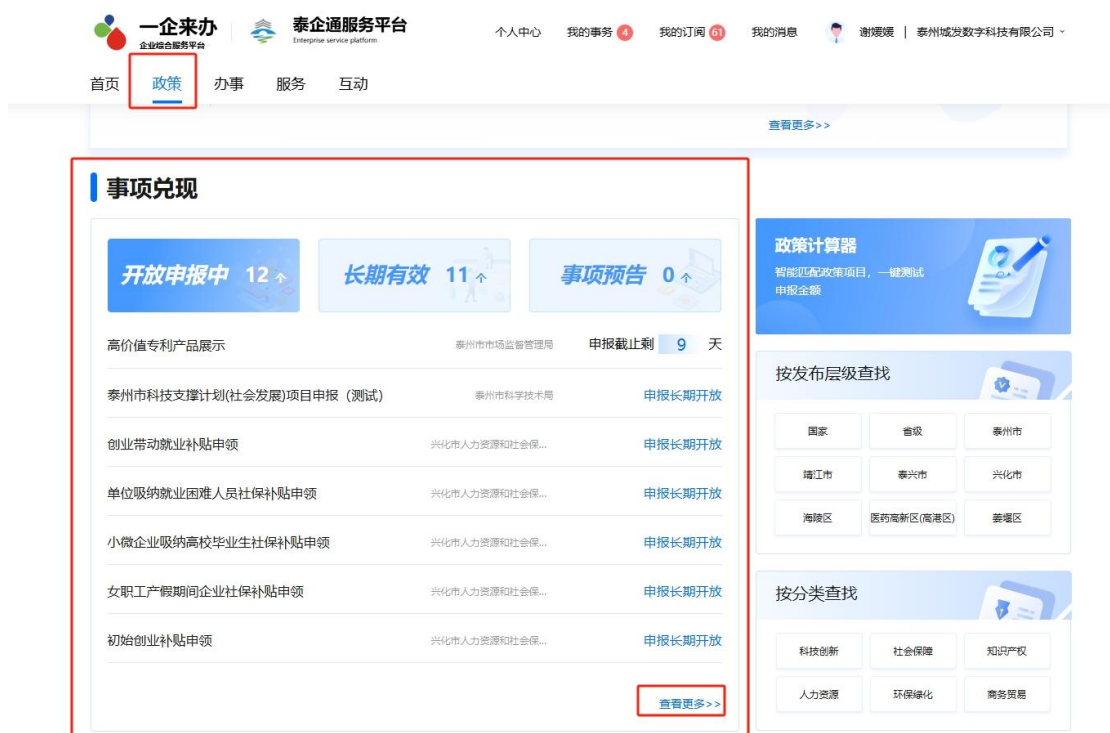 一企来办
企业综合服务平台
泰企通服务平台
Enterprise service platform
个人中心 我的事务 4 我的订阅 61 我的消息 谢媛媛 | 泰州城发数字科技有限公司
首页 政策 办事 服务 互动
查看更多>>
事项兑现
开放申报中 12 个 长期有效 11 个 事项预告 0 个
高价值专利产品展示 泰州市市场监督管理局 申报截止剩 9 天
泰州市科技支撑计划(社会发展)项目申报（测试） 泰州市科学技术局 申报长期开放
创业带动就业补贴申领 兴化市人力资源和社会保... 申报长期开放
单位吸纳就业困难人员社保补贴申领 兴化市人力资源和社会保... 申报长期开放
小微企业吸纳高校毕业生社保补贴申领 兴化市人力资源和社会保... 申报长期开放
女职工产假期间企业社保补贴申领 兴化市人力资源和社会保... 申报长期开放
初始创业补贴申领 兴化市人力资源和社会保... 申报长期开放
查看更多>>
政策计算器
智能匹配政策项目，一键测试
申报金额
按发布层级查找
国家 省级 泰州市
靖江市 泰兴市 兴化市
海陵区 医药高新区(高港区) 姜堰区
按分类查找
科技创新 社会保障 知识产权
人力资源 环保绿化 商务贸易